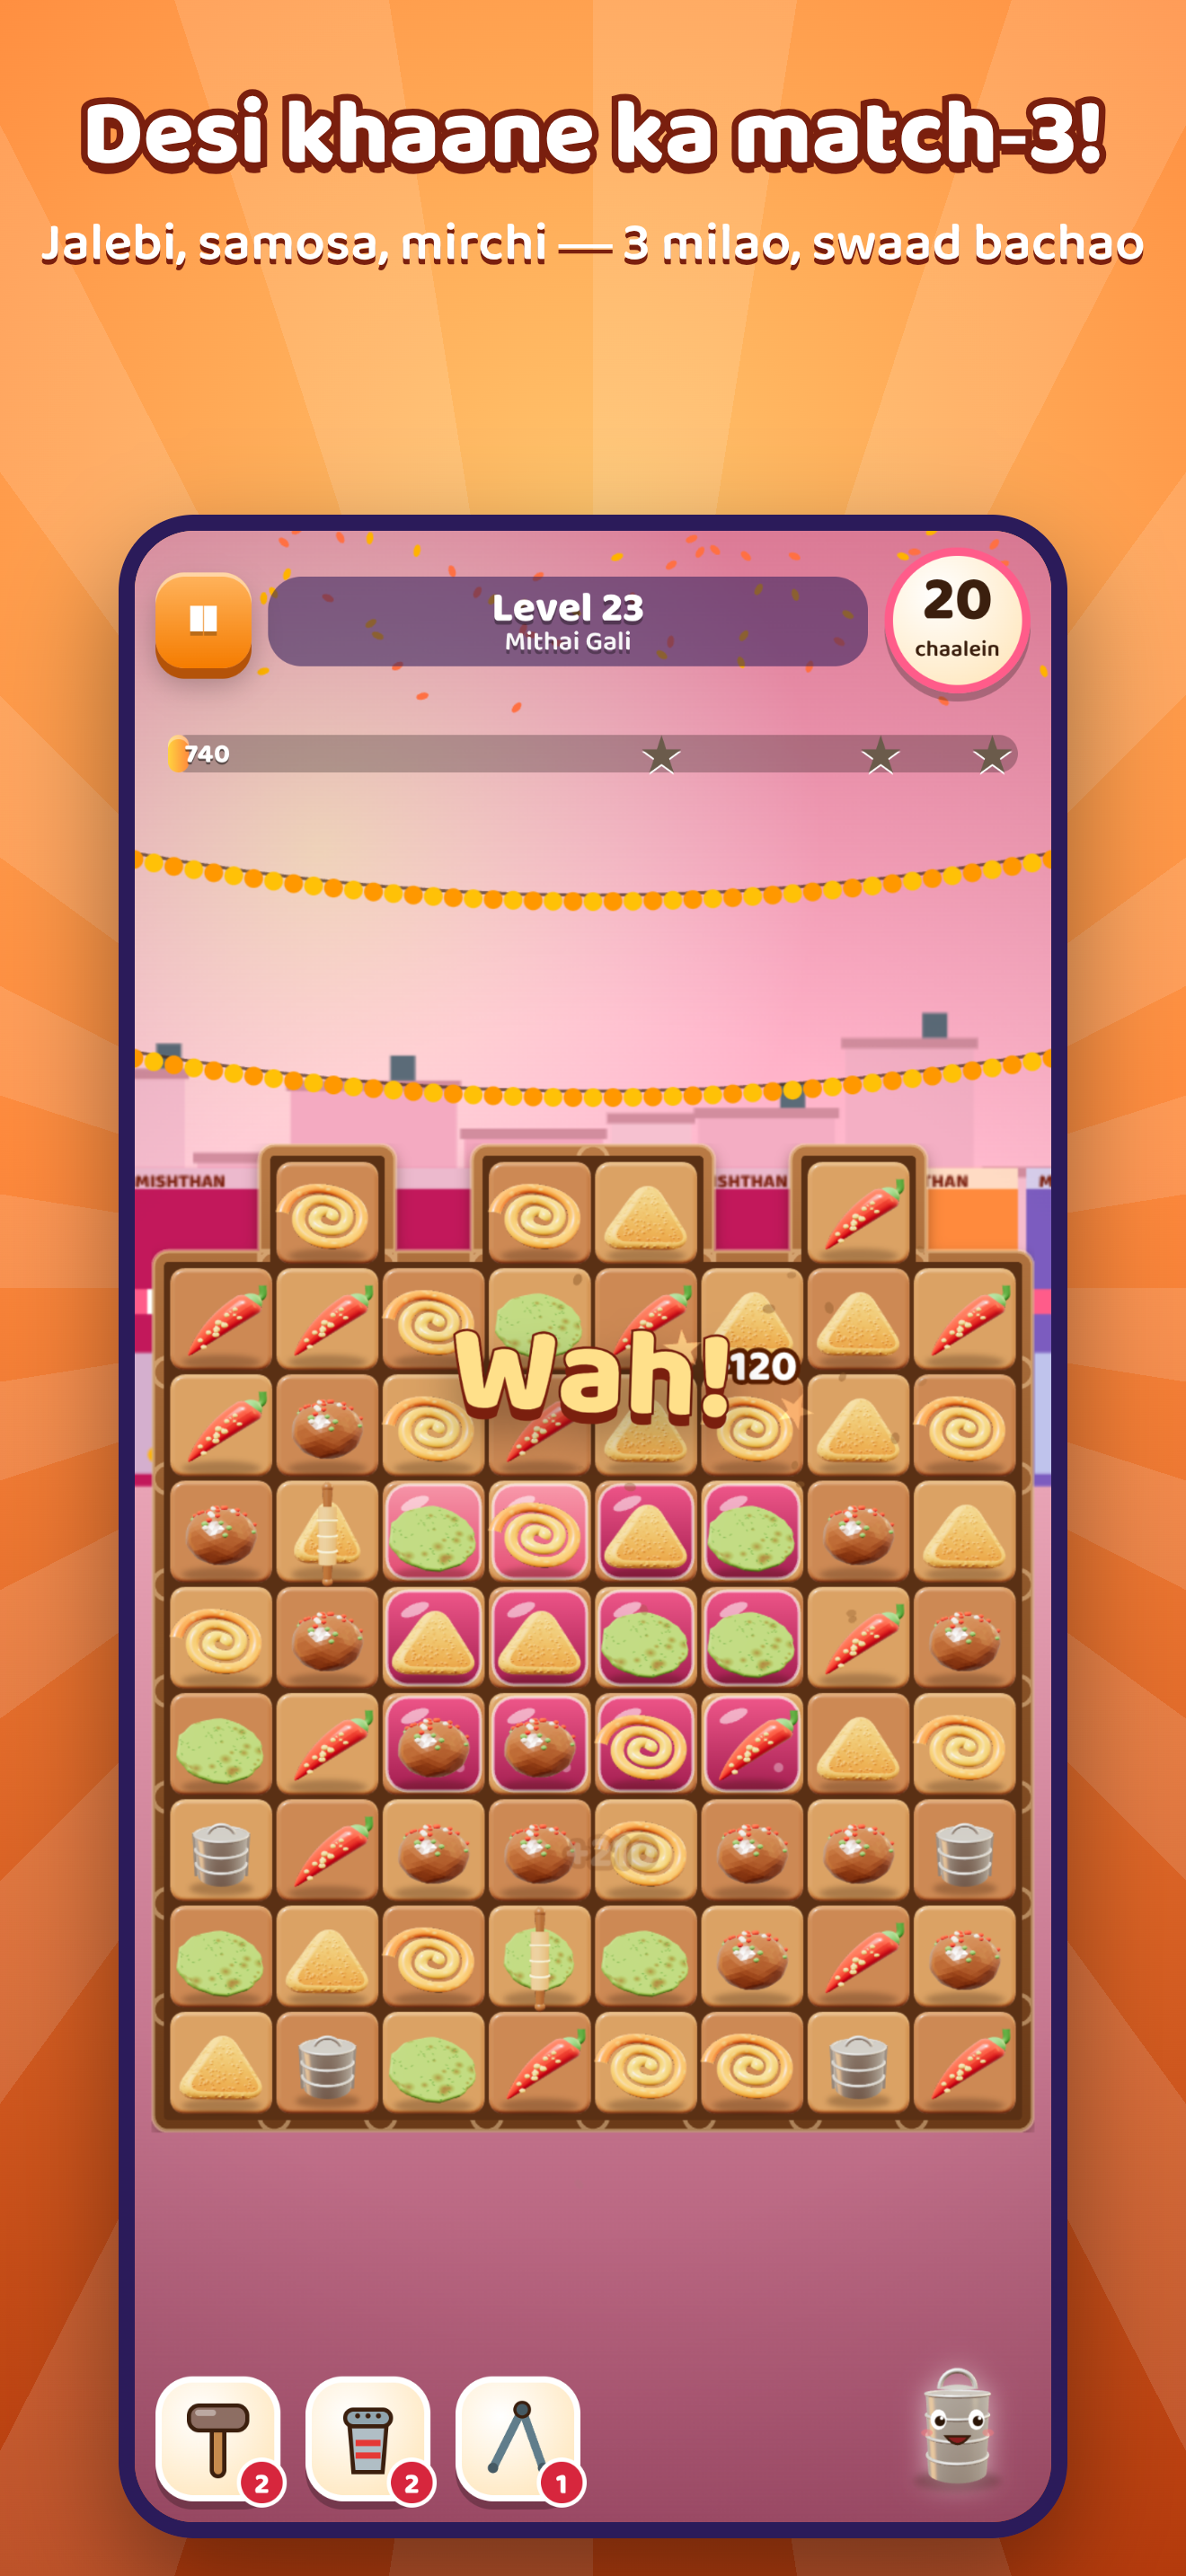 Desi khaane ka match-3!
Jalebi, samosa, mirchi — 3 milao, swaad bachao
Level 23
Mithai Gali
20
chaalein
740
MISHTHAN
Wah!
120
2
2
1